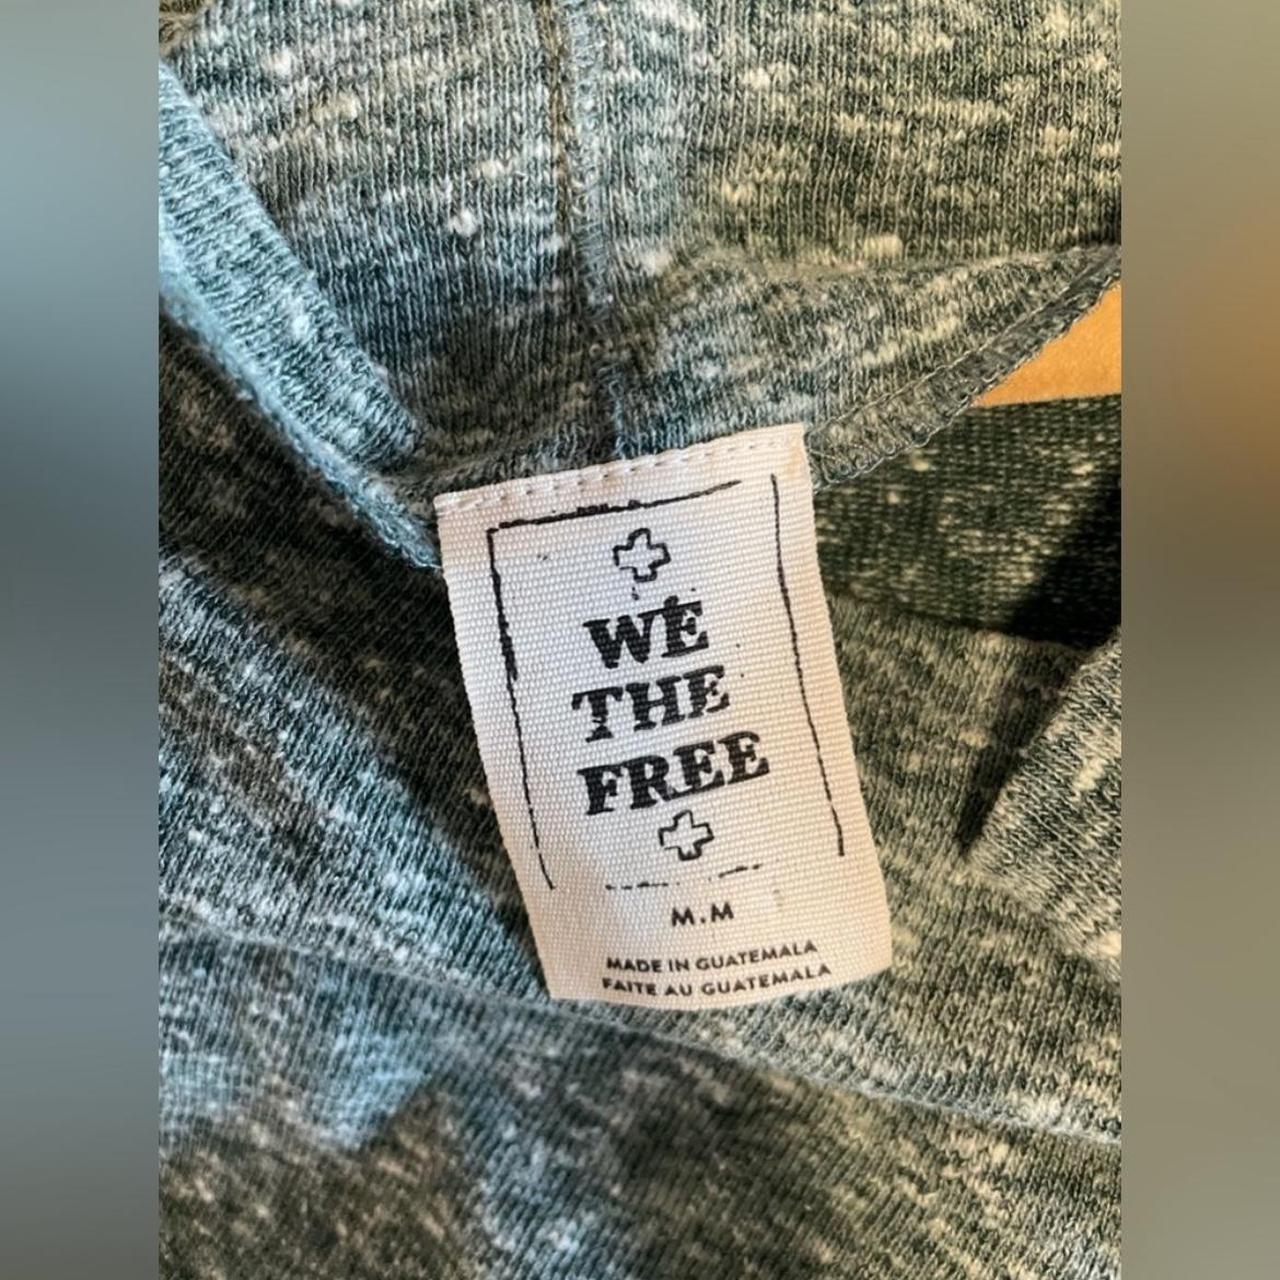 WE
THE
FREE
M.M
MADE IN GUATEMALA
FAITE AU GUATEMALA